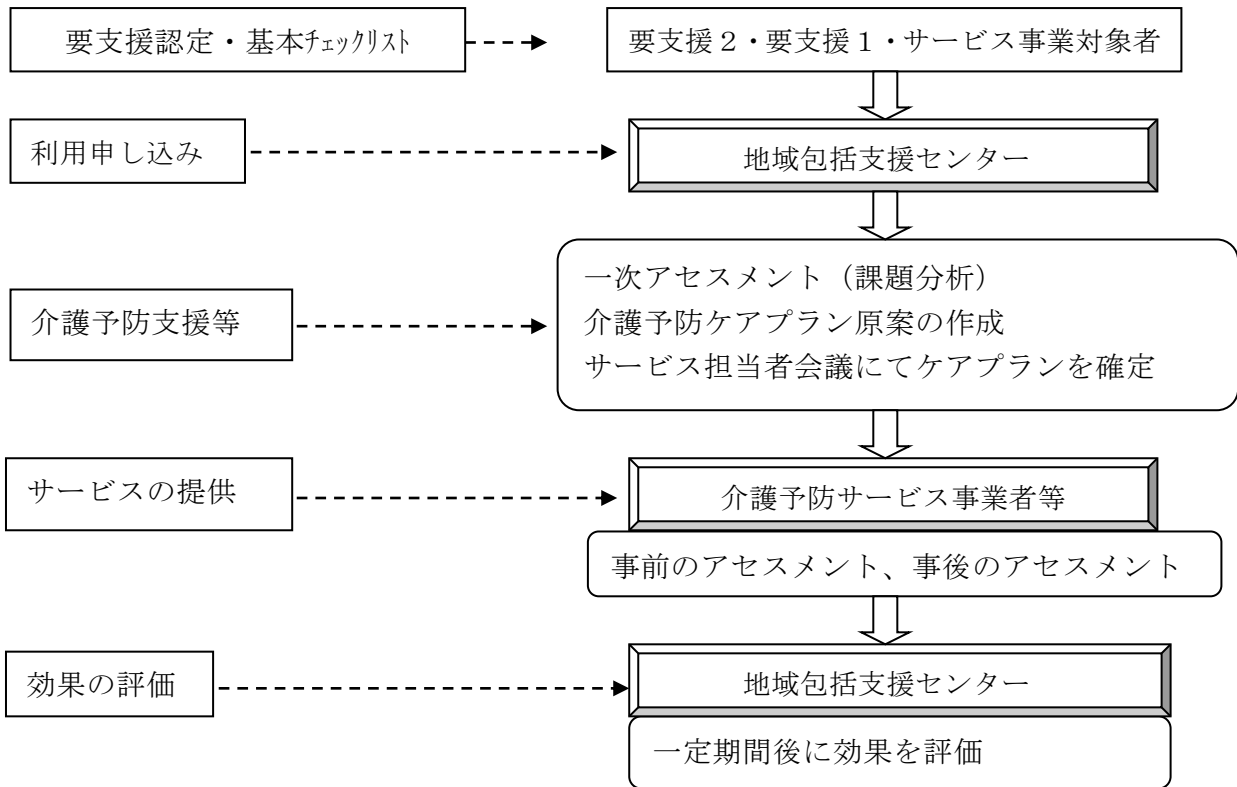 要支援認定・基本ﾁｪｯｸﾘｽﾄ
要支援２・要支援１・サービス事業対象者
利用申し込み
地域包括支援センター
介護予防支援等
一次アセスメント（課題分析）
介護予防ケアプラン原案の作成
サービス担当者会議にてケアプランを確定
サービスの提供
介護予防サービス事業者等
事前のアセスメント、事後のアセスメント
効果の評価
地域包括支援センター
一定期間後に効果を評価